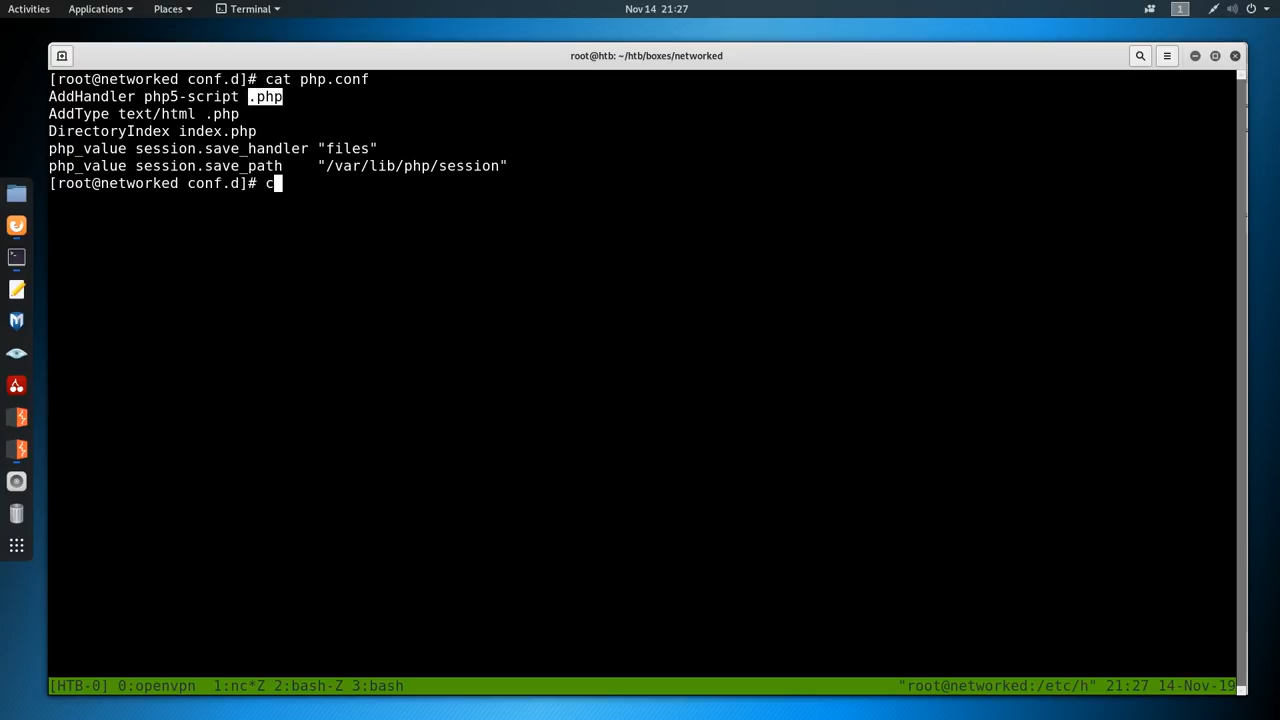 Activities Applications Places Terminal Nov 14 21:27 1
root@htb: ~/htb/boxes/networked
[root@networked conf.d]# cat php.conf
AddHandler php5-script .php
AddType text/html .php
DirectoryIndex index.php
php_value session.save_handler "files"
php_value session.save_path    "/var/lib/php/session"
[root@networked conf.d]# c
[HTB-0] 0:openvpn  1:nc*Z 2:bash-Z 3:bash "root@networked:/etc/h" 21:27 14-Nov-19